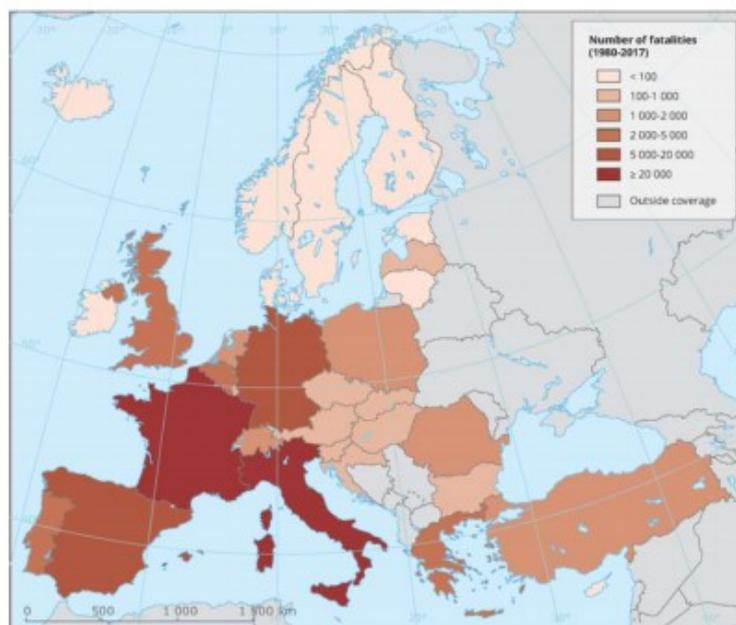 Number of fatalities
(1980-2017)
< 100
100-1 000
1 000-2 000
2 000-5 000
5 000-20 000
≥ 20 000
Outside coverage
0 500 1 000 1 500 km